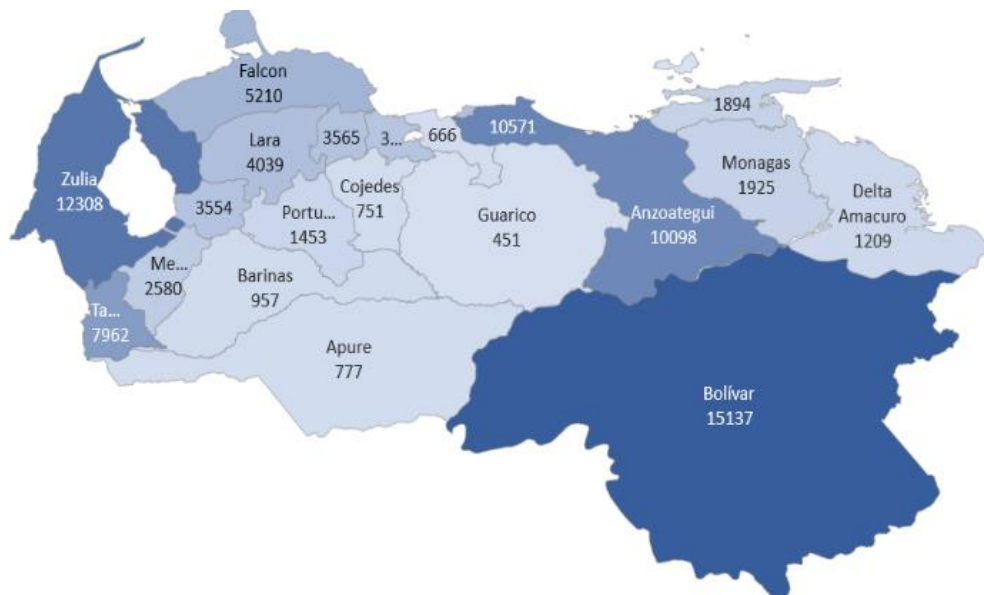 Falcon
5210
1894
10571
3565
3...
666
Lara
4039
Monagas
1925
Zulia
12308
Cojedes
751
Delta
Amacuro
1209
3554
Portu...
1453
Guarico
451
Anzoategui
10098
Me...
2580
Barinas
957
Ta...
7962
Apure
777
Bolívar
15137